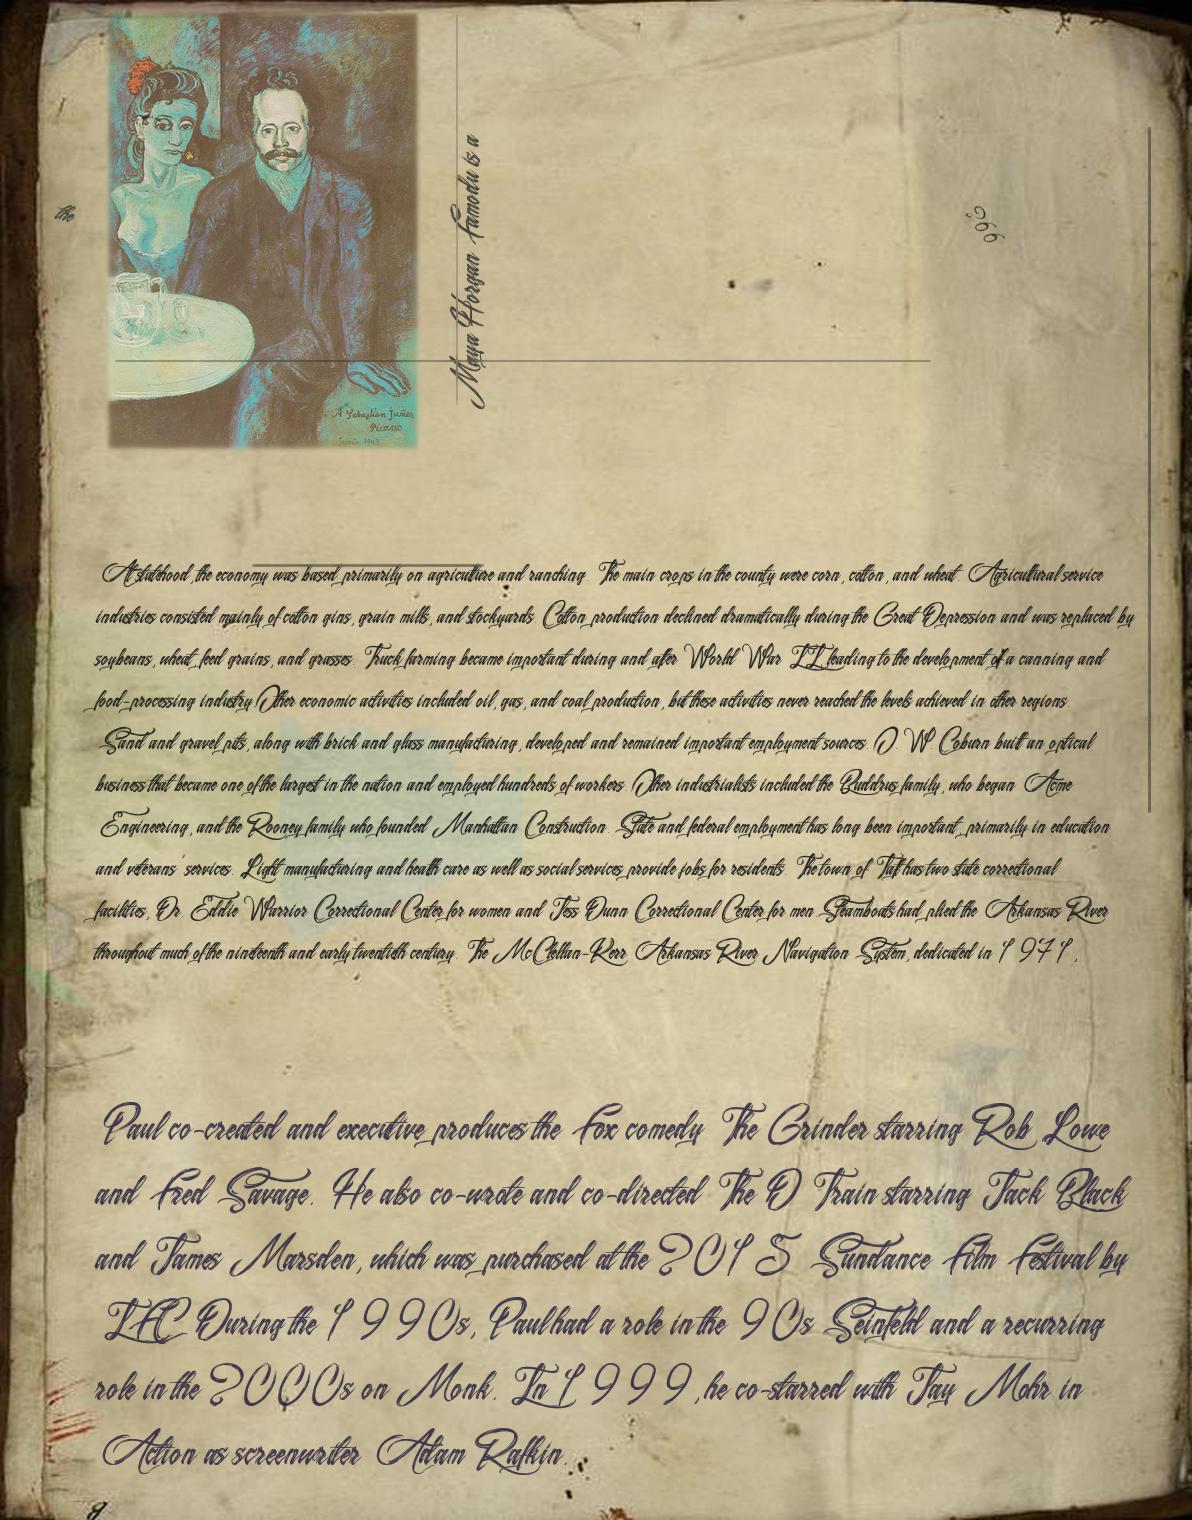 the
Maya Horgan Famodu is a
A Sebastian Juñer
Picasso
Junio 1903
At statehood, the economy was based primarily on agriculture and ranching. The main crops in the county were corn, cotton, and wheat. Agricultural service
industries consisted mainly of cotton gins, grain mills, and stockyards. Cotton production declined dramatically during the Great Depression and was replaced by
soybeans, wheat, feed grains, and grasses. Truck farming became important during and after World War II, leading to the development of a canning and
food-processing industry. Other economic activities included oil, gas, and coal production, but these activities never reached the levels achieved in other regions.
Sand and gravel pits, along with brick and glass manufacturing, developed and remained important employment sources. O. W. Coburn built an optical
business that became one of the largest in the nation and employed hundreds of workers. Other industrialists included the Buddrus family, who began Acme
Engineering, and the Rooney family who founded Manhattan Construction. State and federal employment has long been important, primarily in education
and veterans' services. Light manufacturing and health care as well as social services provide jobs for residents. The town of Taft has two state correctional
facilities, Dr. Eddie Warrior Correctional Center for women and Jess Dunn Correctional Center for men. Steamboats had plied the Arkansas River
throughout much of the nineteenth and early twentieth century. The McClellan-Kerr Arkansas River Navigation System, dedicated in 1971,
Paul co-created and executive produces the Fox comedy The Grinder starring Rob Lowe
and Fred Savage. He also co-wrote and co-directed The D Train starring Jack Black
and James Marsden, which was purchased at the 2015 Sundance Film Festival by
IFC. During the 1990s, Paul had a role in the 90s Seinfeld and a recurring
role in the 2000s on Monk. In 1999, he co-starred with Jay Mohr in
Action as screenwriter Adam Rafkin.